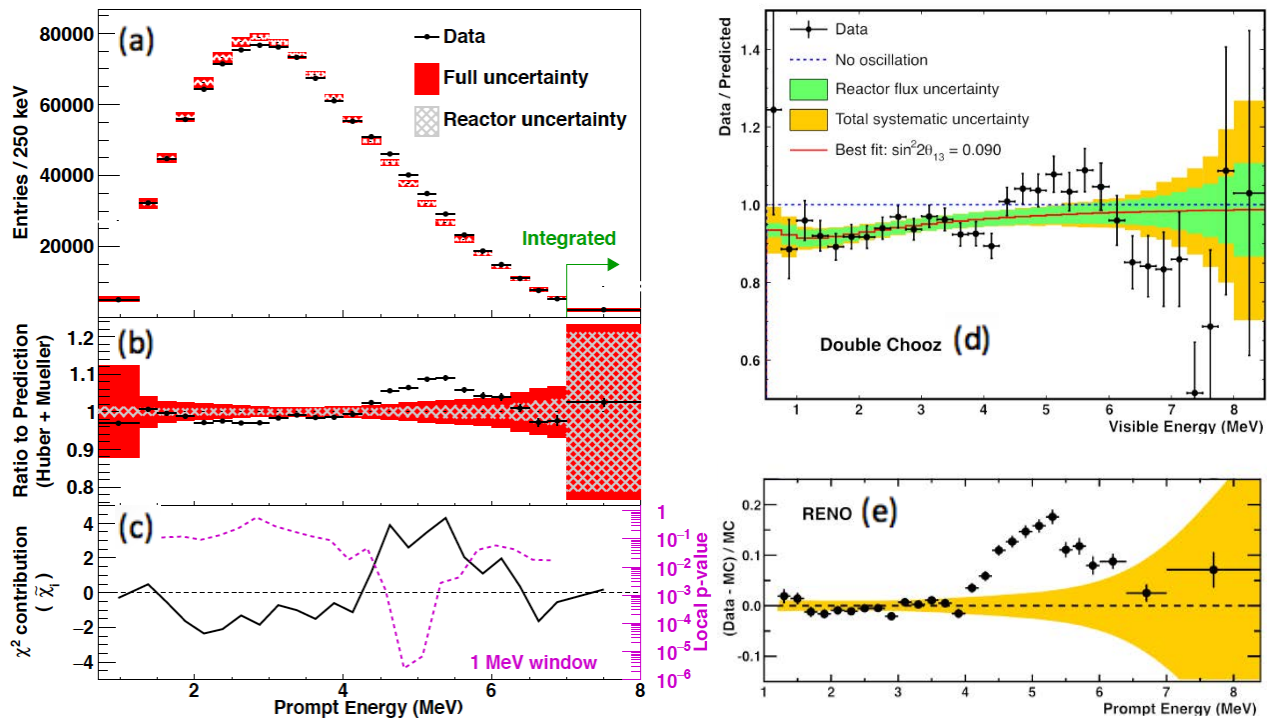 (a)
Data
Full uncertainty
Reactor uncertainty
Integrated
Entries / 250 keV
80000
60000
40000
20000
(b)
Ratio to Prediction
(Huber + Mueller)
1.2
1.1
1
0.9
0.8
(c)
χ² contribution
( χ̃ᵢ )
4
2
0
−2
−4
1
10⁻¹
10⁻²
10⁻³
10⁻⁴
10⁻⁵
10⁻⁶
Local p-value
1 MeV window
2 4 6 8
Prompt Energy (MeV)
Data
No oscillation
Reactor flux uncertainty
Total systematic uncertainty
Best fit: sin²2θ₁₃ = 0.090
Data / Predicted
1.4
1.2
1.0
0.8
0.6
Double Chooz (d)
1 2 3 4 5 6 7 8
Visible Energy (MeV)
RENO (e)
(Data - MC) / MC
0.2
0.1
0.0
-0.1
1 2 3 4 5 6 7 8
Prompt Energy (MeV)